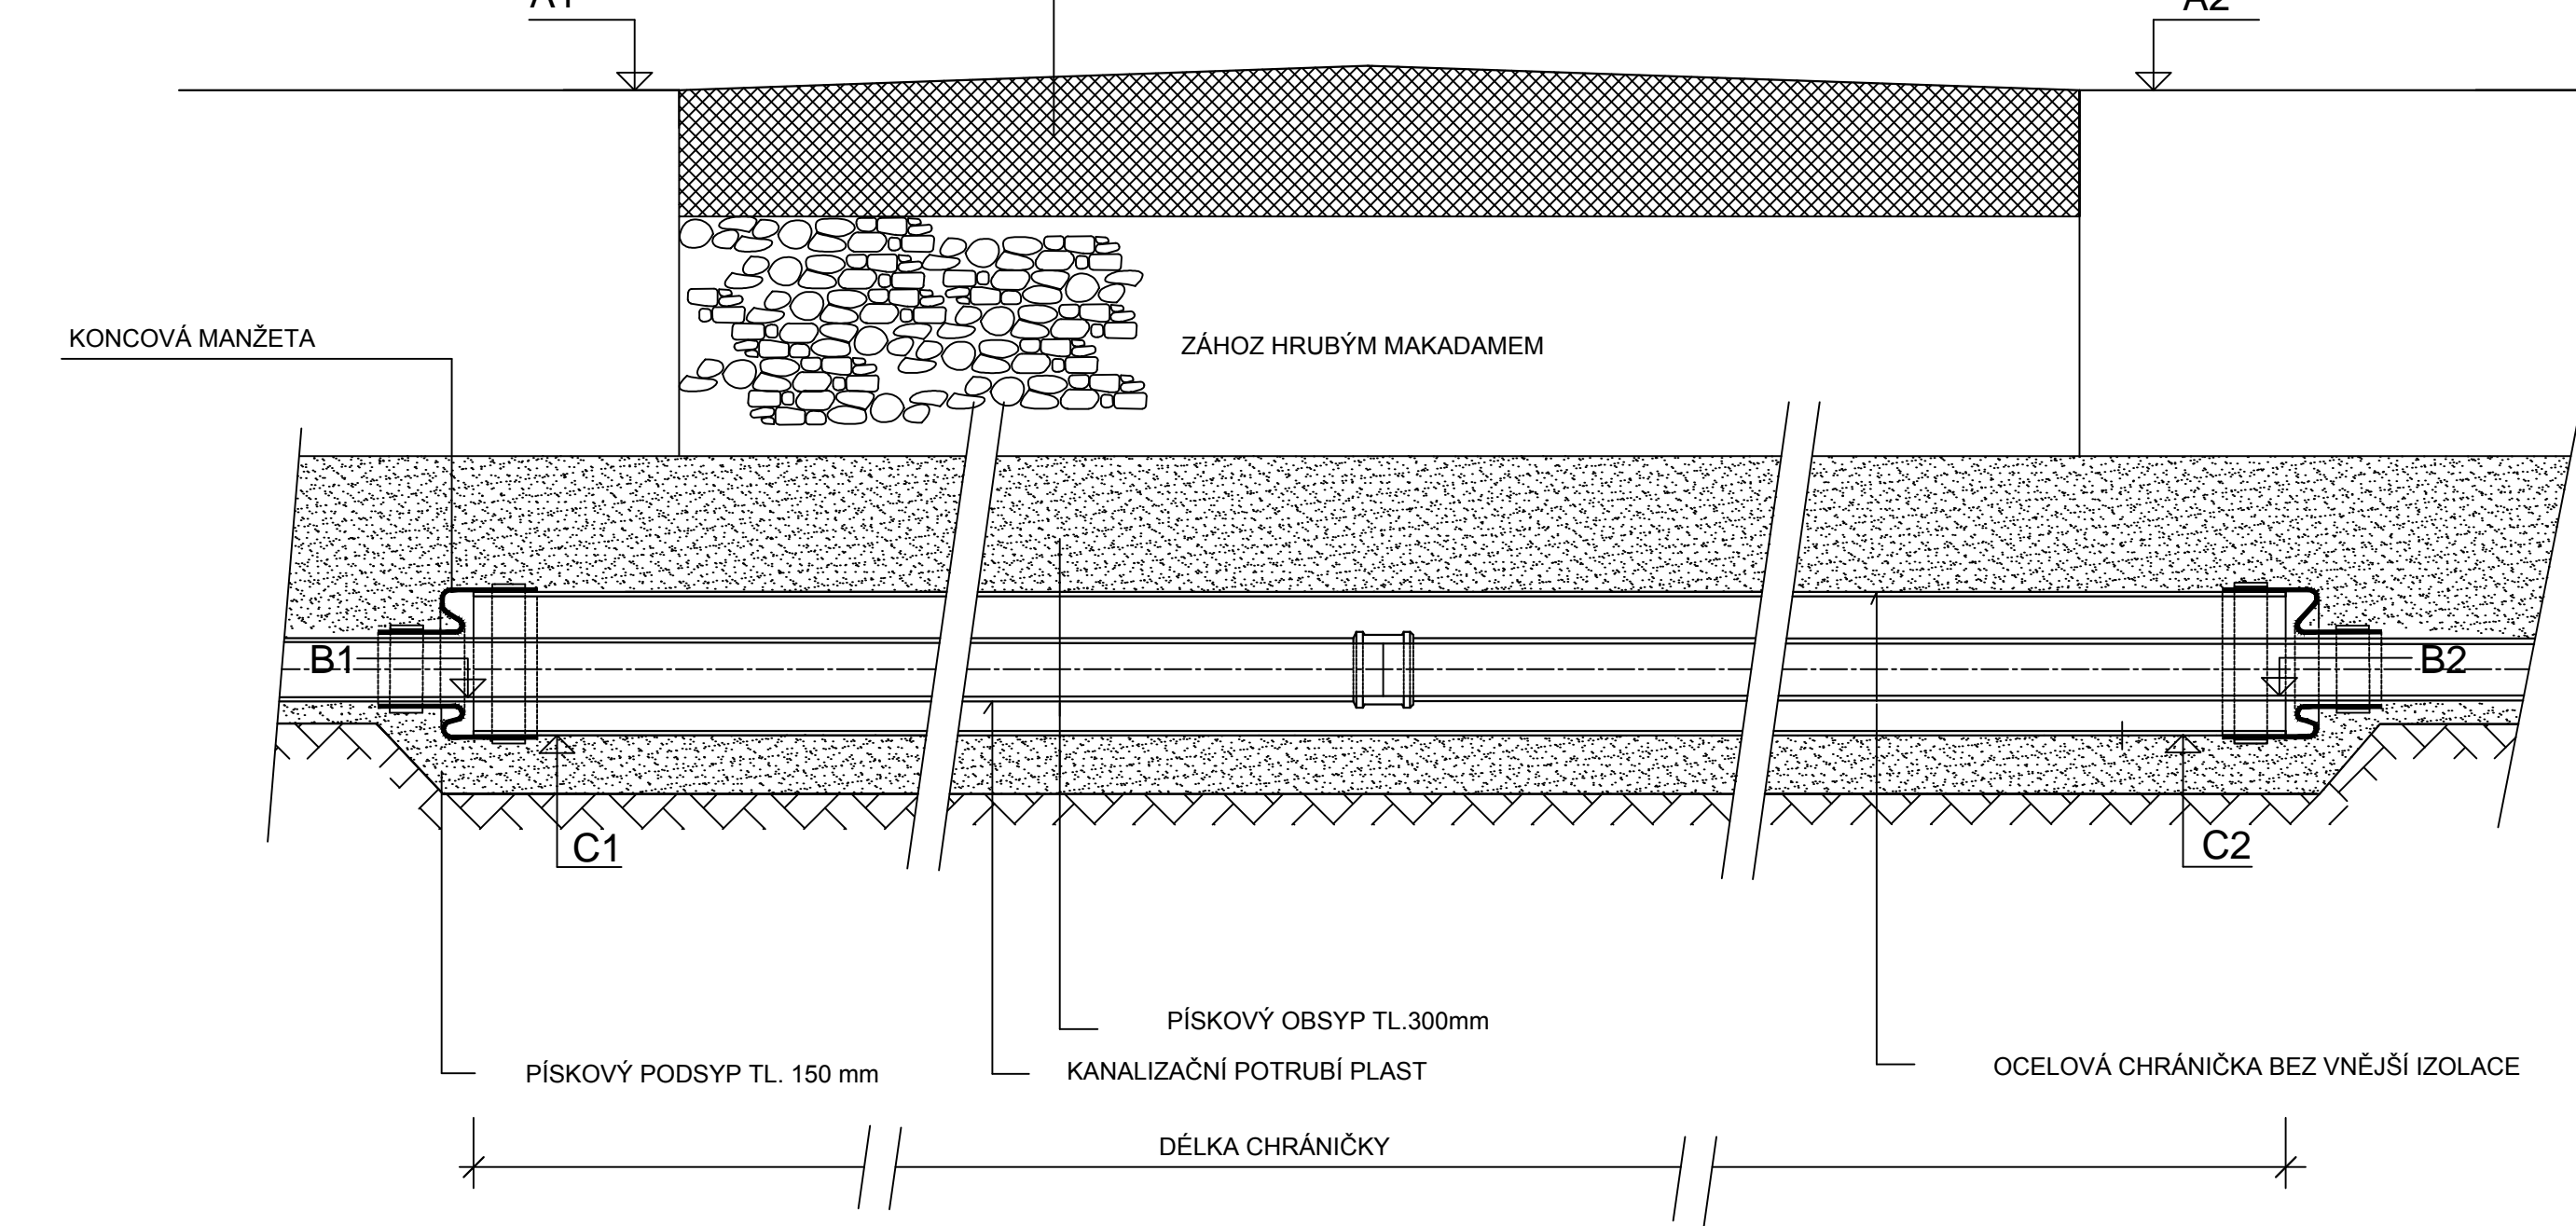 A1
A2
KONCOVÁ MANŽETA
ZÁHOZ HRUBÝM MAKADAMEM
B1
B2
C1
C2
PÍSKOVÝ OBSYP TL.300mm
PÍSKOVÝ PODSYP TL. 150 mm
KANALIZAČNÍ POTRUBÍ PLAST
OCELOVÁ CHRÁNIČKA BEZ VNĚJŠÍ IZOLACE
DÉLKA CHRÁNIČKY